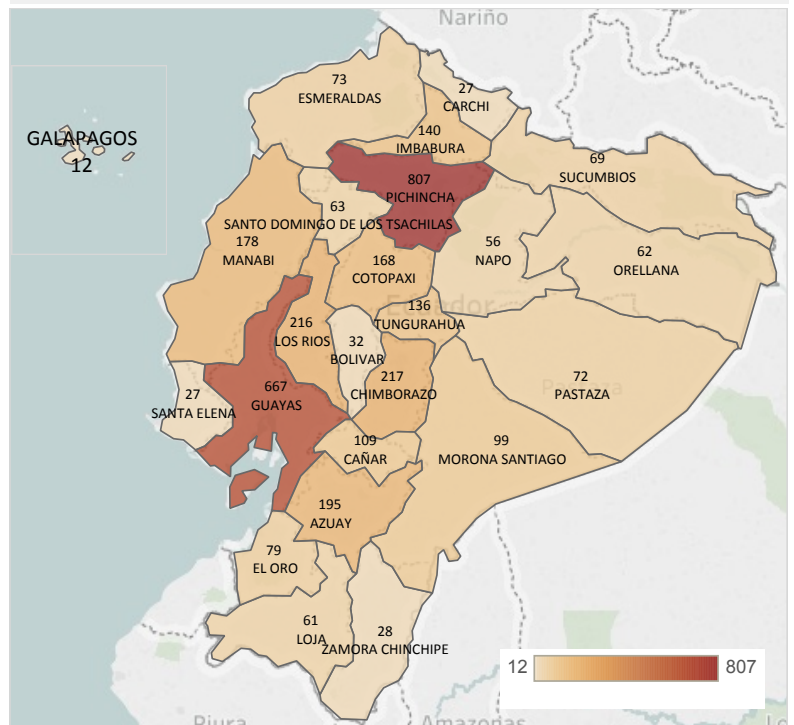 Nariño
73
ESMERALDAS
27
CARCHI
GALAPAGOS
12
140
IMBABURA
69
SUCUMBIOS
807
PICHINCHA
63
SANTO DOMINGO DE LOS TSACHILAS
178
MANABI
56
NAPO
62
ORELLANA
168
COTOPAXI
Ecuador
136
TUNGURAHUA
216
LOS RIOS
32
BOLIVAR
217
CHIMBORAZO
72
PASTAZA
Pastaza
27
SANTA ELENA
667
GUAYAS
109
CAÑAR
99
MORONA SANTIAGO
195
AZUAY
79
EL ORO
61
LOJA
28
ZAMORA CHINCHIPE
12
807
Piura
Amazonas
Lo